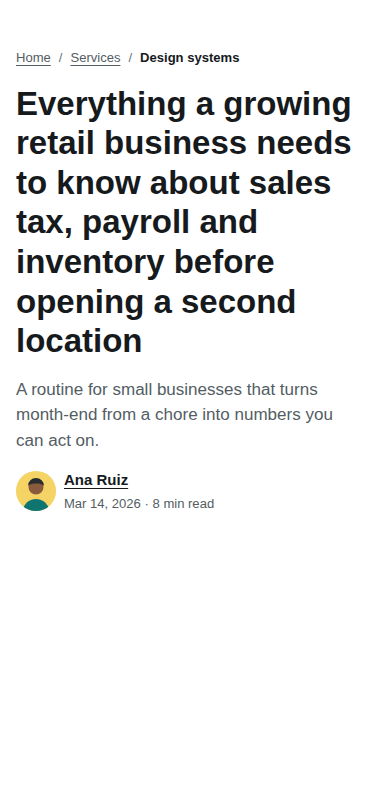 Home / Services / Design systems
Everything a growing
retail business needs
to know about sales
tax, payroll and
inventory before
opening a second
location
A routine for small businesses that turns
month-end from a chore into numbers you
can act on.
Ana Ruiz
Mar 14, 2026 · 8 min read